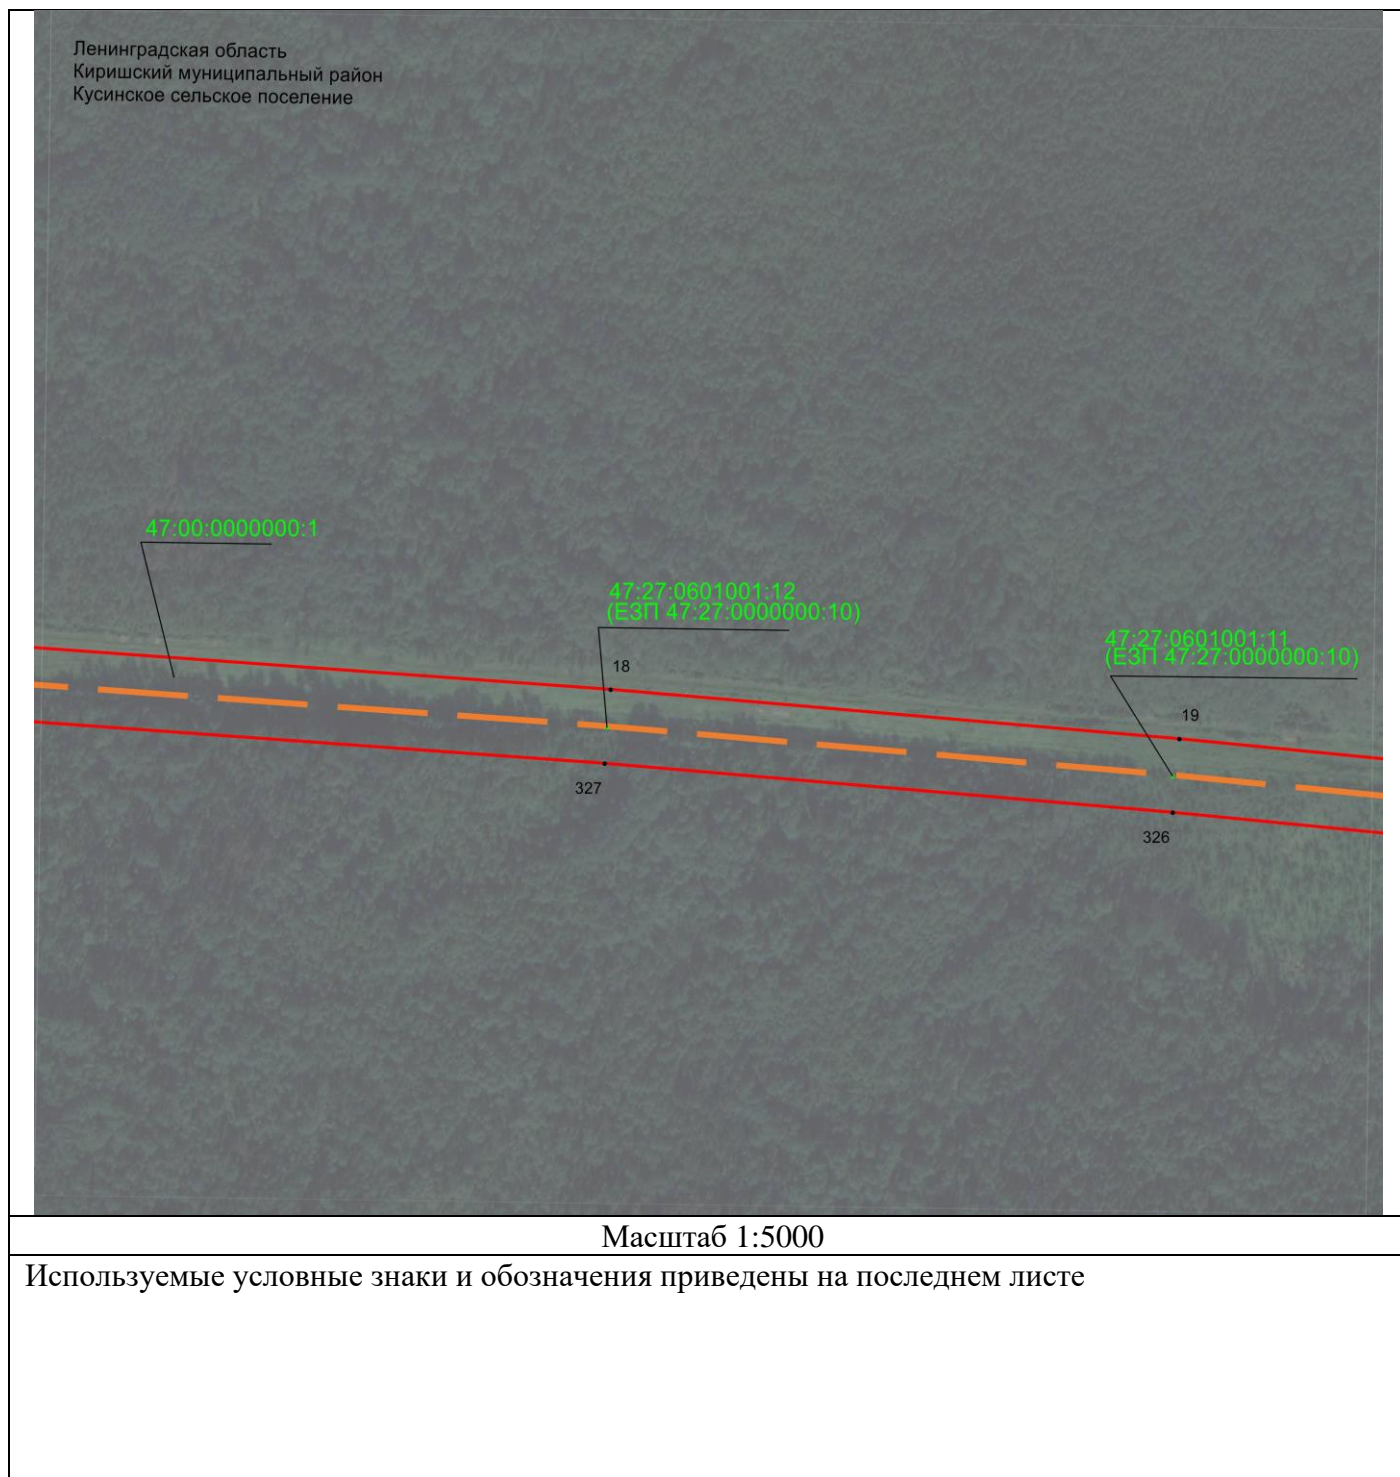 Ленинградская область
Киришский муниципальный район
Кусинское сельское поселение
47:00:0000000:1
47:27:0601001:12
(ЕЗП 47:27:0000000:10)
47:27:0601001:11
(ЕЗП 47:27:0000000:10)
18
19
327
326
Масштаб 1:5000
Используемые условные знаки и обозначения приведены на последнем листе